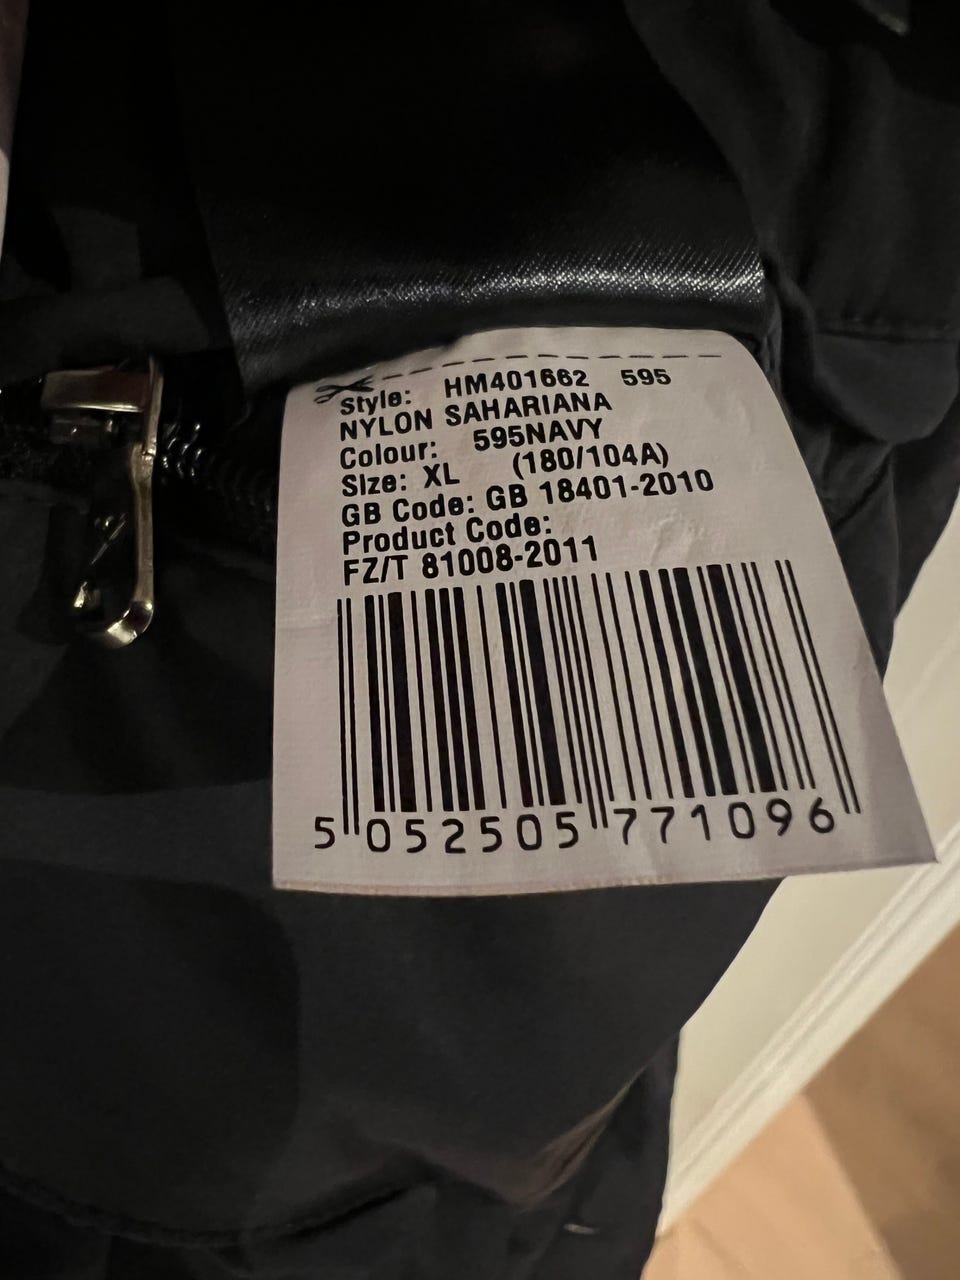 Style: HM401662 595
NYLON SAHARIANA
Colour: 595NAVY
Size: XL (180/104A)
GB Code: GB 18401-2010
Product Code:
FZ/T 81008-2011
5 052505 771096